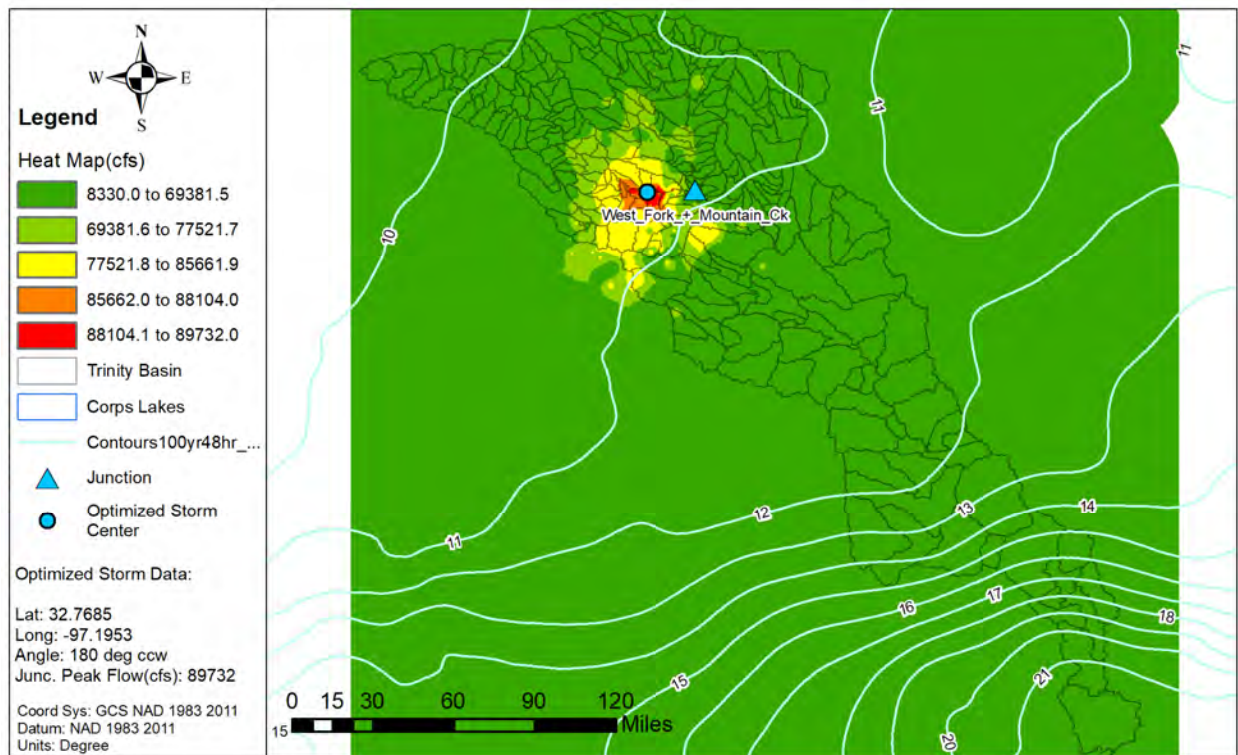 N
W E
S
Legend
Heat Map(cfs)
8330.0 to 69381.5
69381.6 to 77521.7
77521.8 to 85661.9
85662.0 to 88104.0
88104.1 to 89732.0
Trinity Basin
Corps Lakes
Contours100yr48hr_...
Junction
Optimized Storm
Center
Optimized Storm Data:
Lat: 32.7685
Long: -97.1953
Angle: 180 deg ccw
Junc. Peak Flow(cfs): 89732
Coord Sys: GCS NAD 1983 2011
Datum: NAD 1983 2011
Units: Degree
11
11
West_Fork_+_Mountain_Ck
10
12
13
14
11
16
17
18
15
21
20
0 15 30 60 90 120
Miles
15